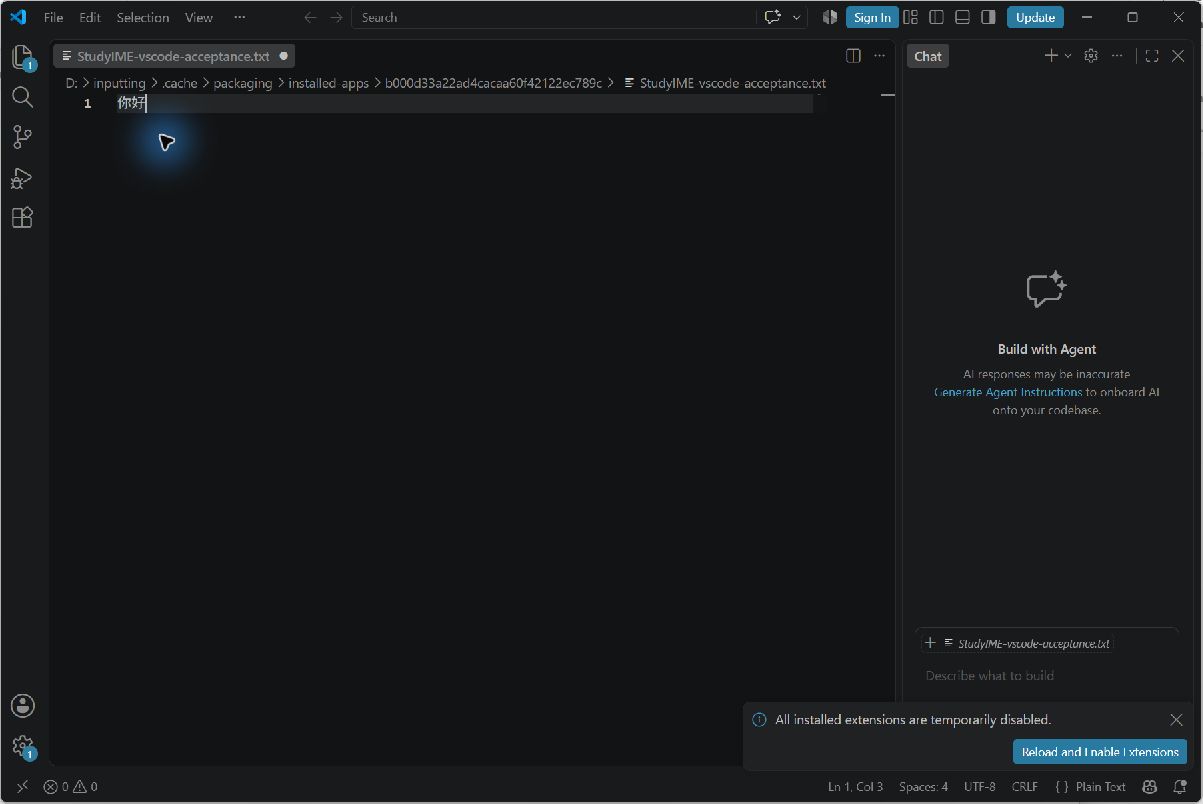 File Edit Selection View ··· Search Sign In Update
StudyIME-vscode-acceptance.txt
Chat
D: > inputting > .cache > packaging > installed-apps > b000d33a22ad4cacaa60f42122ec789c > StudyIME-vscode-acceptance.txt
1 你好
1
Build with Agent
AI responses may be inaccurate
Generate Agent Instructions to onboard AI
onto your codebase.
StudyIME-vscode-acceptance.txt
Describe what to build
All installed extensions are temporarily disabled.
1
Reload and Enable Extensions
0 0 Ln 1, Col 3 Spaces: 4 UTF-8 CRLF { } Plain Text